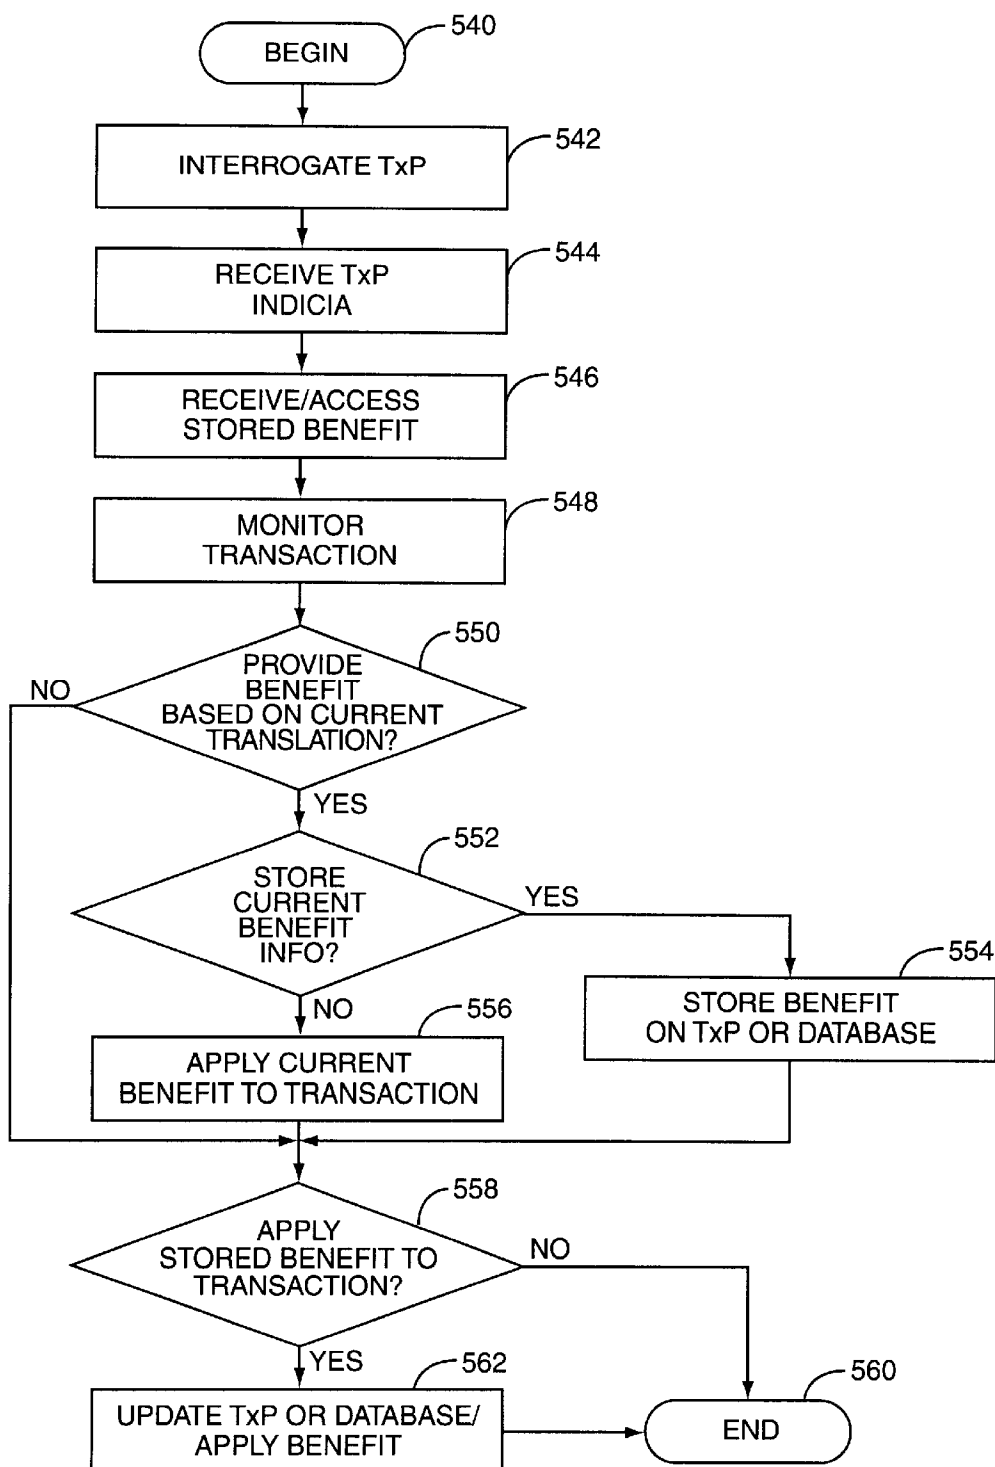 BEGIN
540
INTERROGATE TxP
542
RECEIVE TxP
INDICIA
544
RECEIVE/ACCESS
STORED BENEFIT
546
MONITOR
TRANSACTION
548
PROVIDE
BENEFIT
BASED ON CURRENT
TRANSLATION?
550
NO
YES
STORE
CURRENT
BENEFIT
INFO?
552
YES
NO
STORE BENEFIT
ON TxP OR DATABASE
554
APPLY CURRENT
BENEFIT TO TRANSACTION
556
APPLY
STORED BENEFIT TO
TRANSACTION?
558
NO
YES
UPDATE TxP OR DATABASE/
APPLY BENEFIT
562
END
560